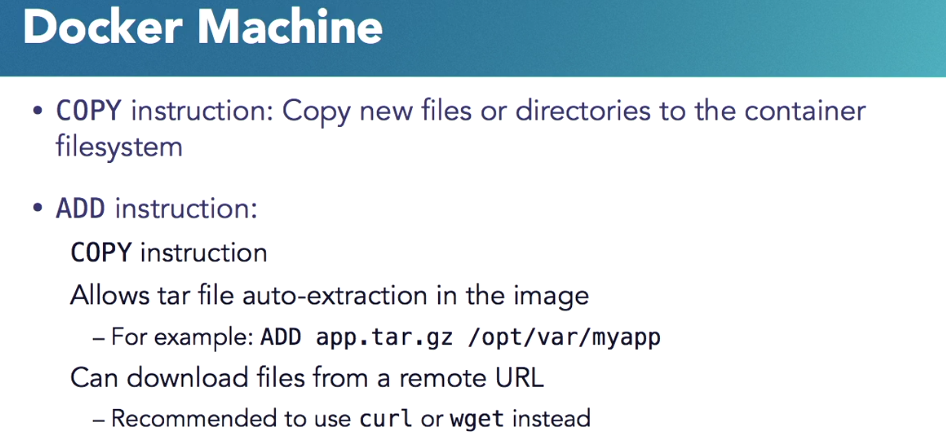 Docker Machine
• COPY instruction: Copy new files or directories to the container
filesystem
• ADD instruction:
COPY instruction
Allows tar file auto-extraction in the image
– For example: ADD app.tar.gz /opt/var/myapp
Can download files from a remote URL
– Recommended to use curl or wget instead